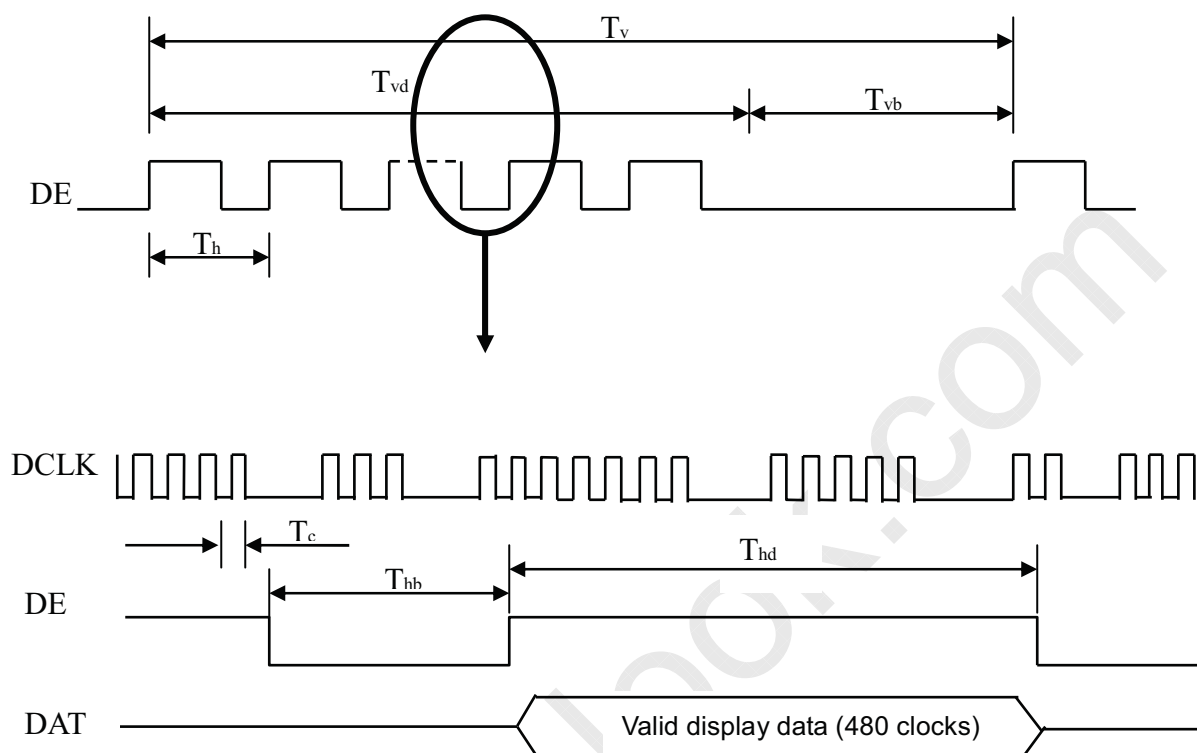 Tv
Tvd
Tvb
DE
Th
DCLK
Tc
Thd
Thb
DE
DAT
Valid display data (480 clocks)